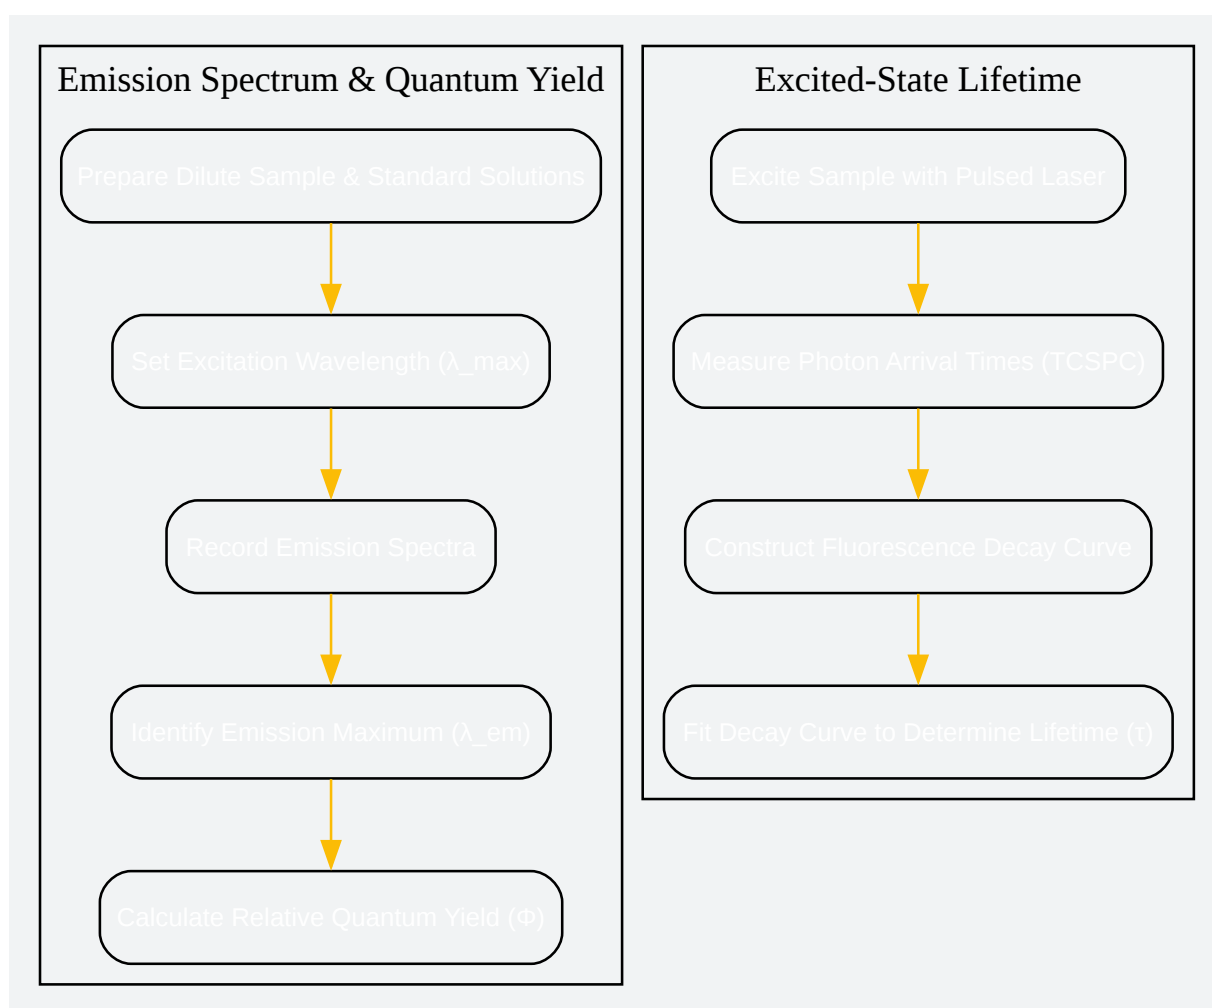 Emission Spectrum & Quantum Yield
Prepare Dilute Sample & Standard Solutions
Set Excitation Wavelength (λ_max)
Record Emission Spectra
Identify Emission Maximum (λ_em)
Calculate Relative Quantum Yield (Φ)
Excited-State Lifetime
Excite Sample with Pulsed Laser
Measure Photon Arrival Times (TCSPC)
Construct Fluorescence Decay Curve
Fit Decay Curve to Determine Lifetime (τ)